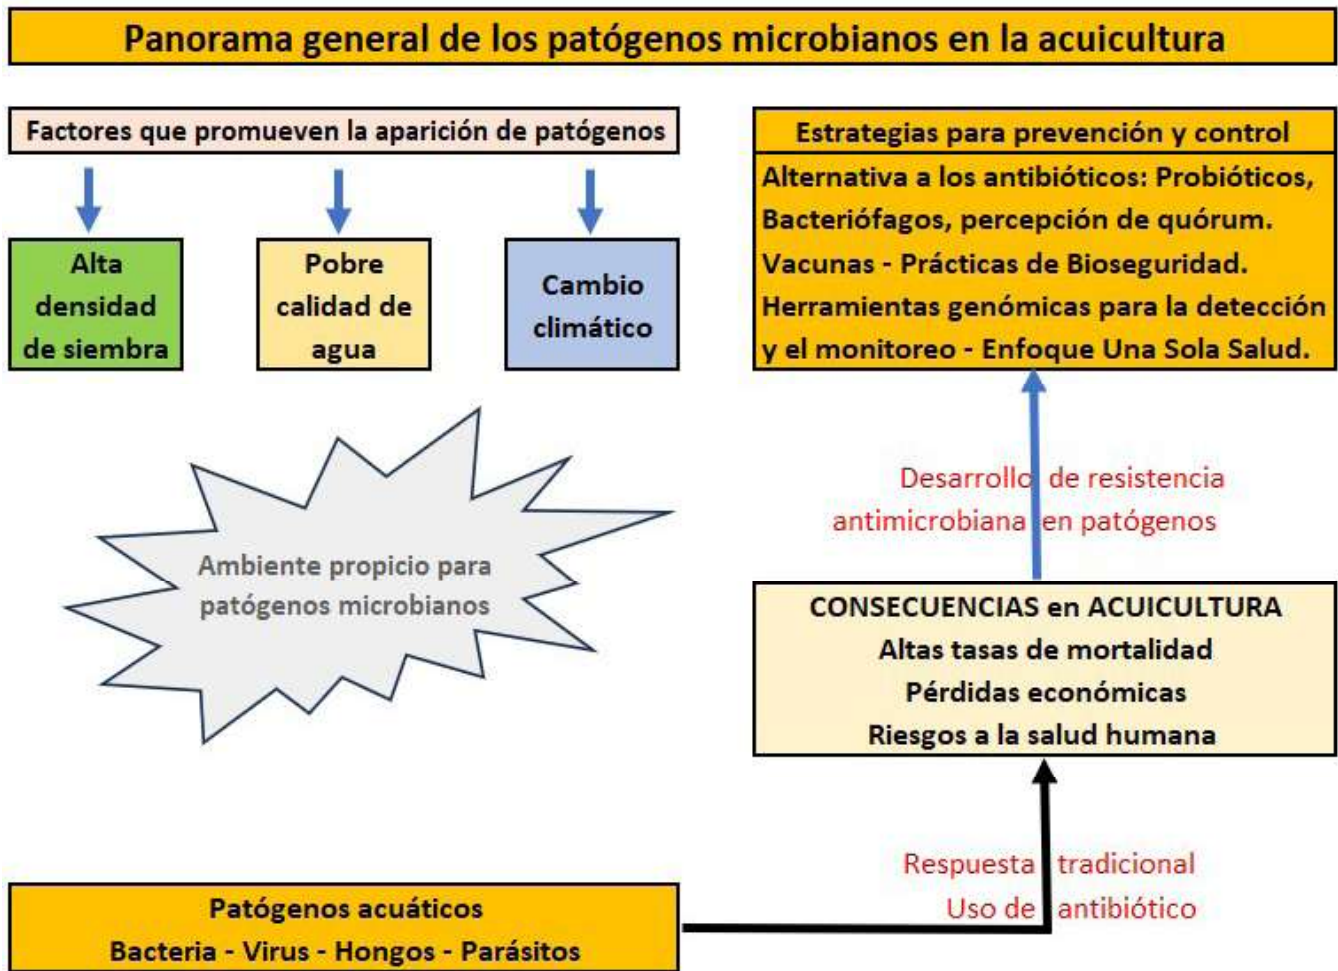 Panorama general de los patógenos microbianos en la acuicultura
Factores que promueven la aparición de patógenos
Alta
densidad
de siembra
Pobre
calidad de
agua
Cambio
climático
Ambiente propicio para
patógenos microbianos
Patógenos acuáticos
Bacteria - Virus - Hongos - Parásitos
Estrategias para prevención y control
Alternativa a los antibióticos: Probióticos,
Bacteriófagos, percepción de quórum.
Vacunas - Prácticas de Bioseguridad.
Herramientas genómicas para la detección
y el monitoreo - Enfoque Una Sola Salud.
Desarrollo de resistencia
antimicrobiana en patógenos
CONSECUENCIAS en ACUICULTURA
Altas tasas de mortalidad
Pérdidas económicas
Riesgos a la salud humana
Respuesta tradicional
Uso de antibiótico